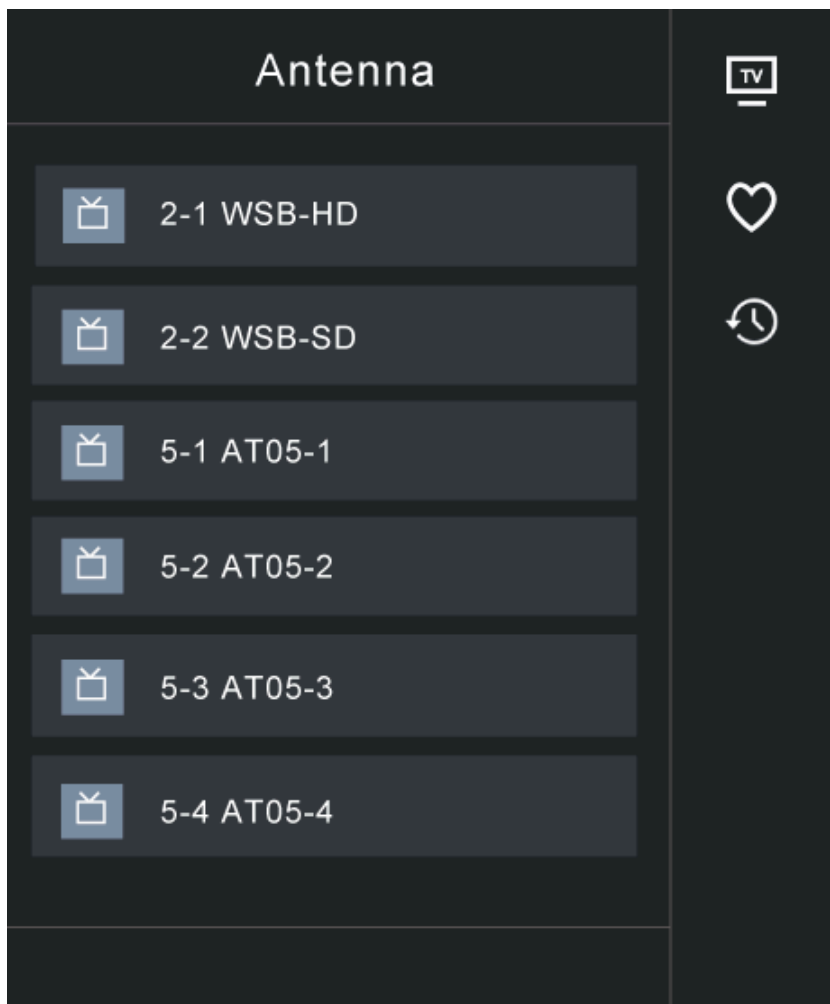 Antenna
TV
2-1 WSB-HD
2-2 WSB-SD
5-1 AT05-1
5-2 AT05-2
5-3 AT05-3
5-4 AT05-4